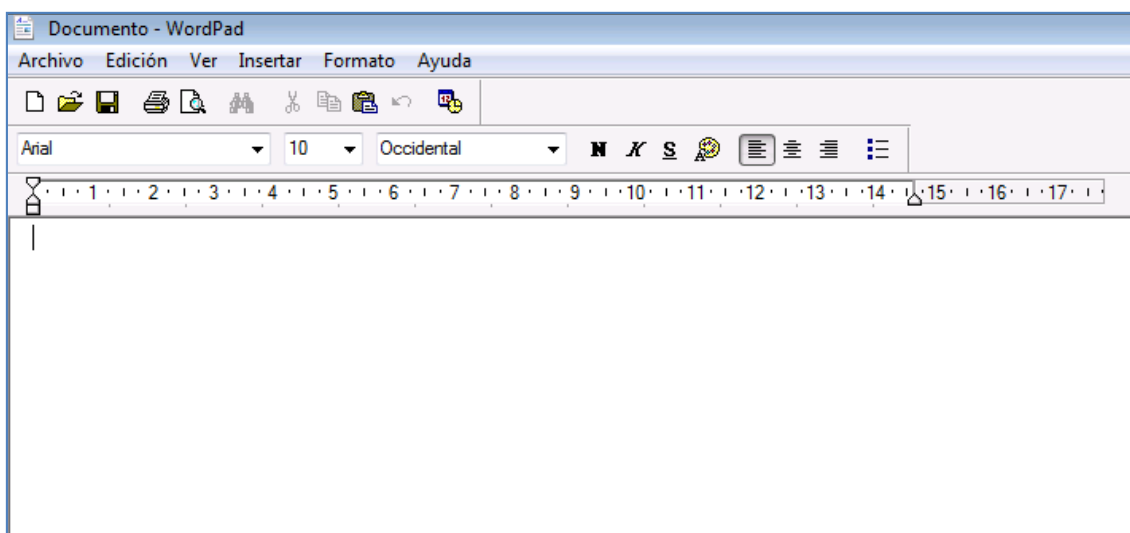 Documento - WordPad
Archivo Edición Ver Insertar Formato Ayuda
Arial 10 Occidental N K S
1 2 3 4 5 6 7 8 9 10 11 12 13 14 15 16 17